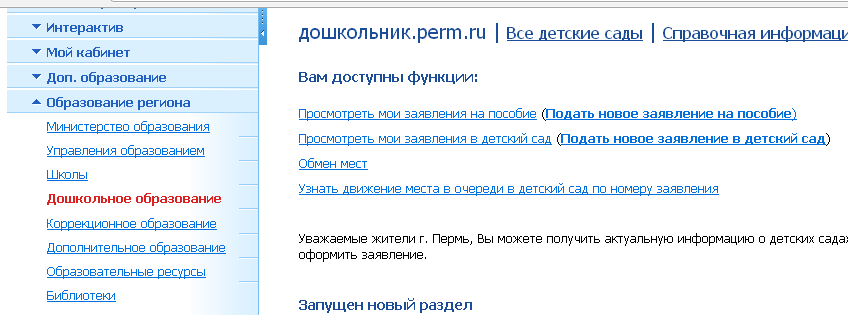 Интерактив
Мой кабинет
Доп. образование
Образование региона
Министерство образования
Управления образованием
Школы
Дошкольное образование
Коррекционное образование
Дополнительное образование
Образовательные ресурсы
Библиотеки
дошкольник.perm.ru | Все детские сады | Справочная информаци
Вам доступны функции:
Просмотреть мои заявления на пособие (Подать новое заявление на пособие)
Просмотреть мои заявления в детский сад (Подать новое заявление в детский сад)
Обмен мест
Узнать движение места в очереди в детский сад по номеру заявления
Уважаемые жители г. Пермь, Вы можете получить актуальную информацию о детских садах
оформить заявление.
Запущен новый раздел